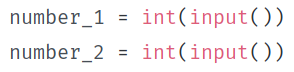 number_1 = int(input())
number_2 = int(input())